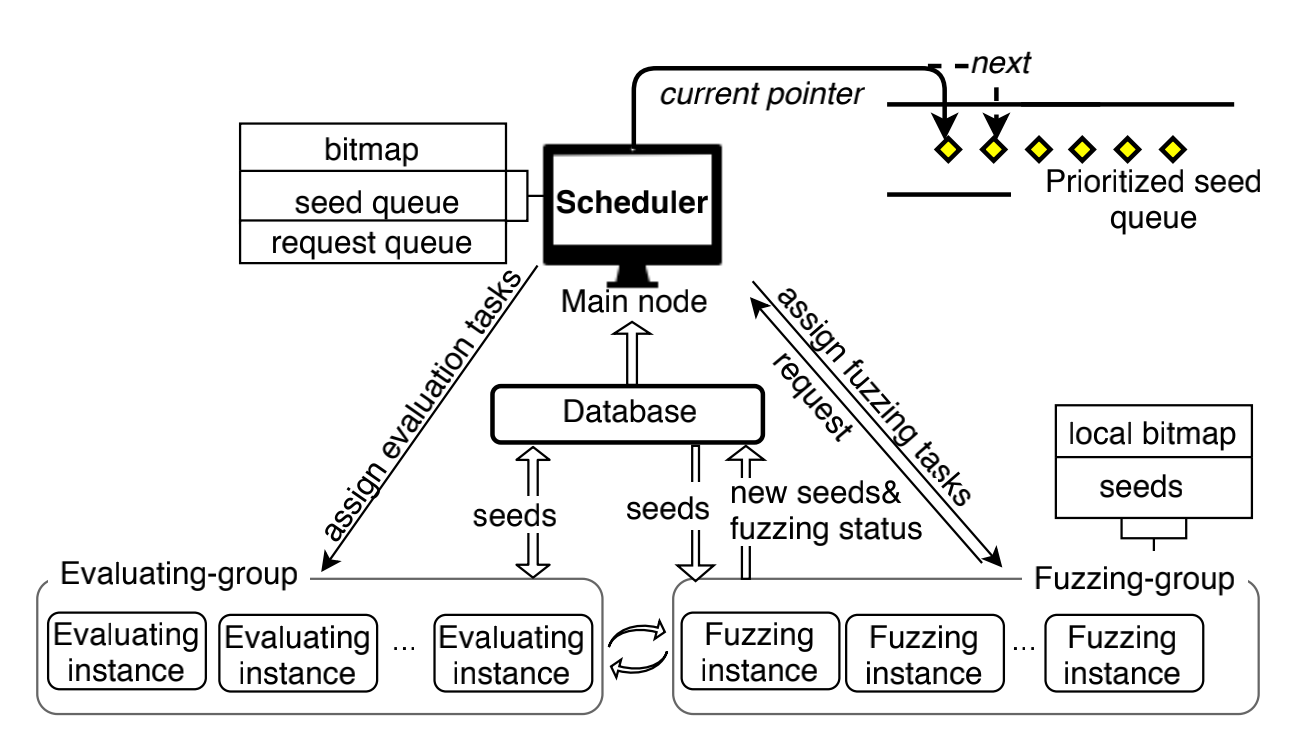 next
current pointer
bitmap
seed queue
request queue
Scheduler
Prioritized seed
queue
Main node
assign evaluation tasks
assign fuzzing tasks
request
Database
local bitmap
seeds
seeds
seeds
new seeds&
fuzzing status
Evaluating-group
Fuzzing-group
Evaluating
instance
Evaluating
instance
...
Evaluating
instance
Fuzzing
instance
Fuzzing
instance
...
Fuzzing
instance